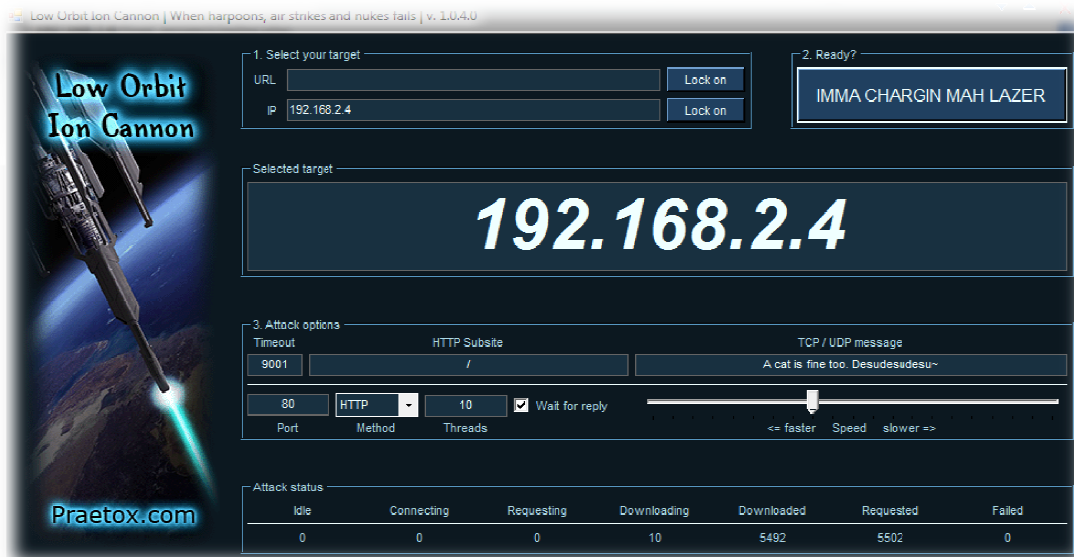 Low Orbit Ion Cannon | When harpoons, air strikes and nukes fails | v. 1.0.4.0
Low Orbit
Ion Cannon
Praetox.com
1. Select your target
URL Lock on
IP 192.168.2.4 Lock on
2. Ready?
IMMA CHARGIN MAH LAZER
Selected target
192.168.2.4
3. Attack options
Timeout HTTP Subsite TCP / UDP message
9001 / A cat is fine too. Desudesudesu~
80 HTTP 10 Wait for reply
Port Method Threads <= faster Speed slower =>
Attack status
Idle Connecting Requesting Downloading Downloaded Requested Failed
0 0 0 10 5492 5502 0